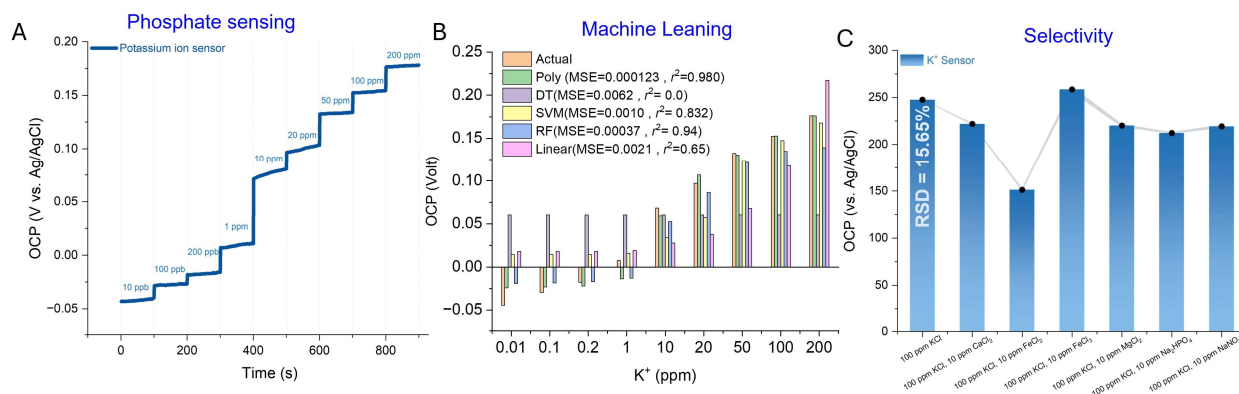 A
Phosphate sensing
Potassium ion sensor
OCP (V vs. Ag/AgCl)
0.20
0.15
0.10
0.05
0.00
−0.05
10 ppb
100 ppb
200 ppb
1 ppm
10 ppm
20 ppm
50 ppm
100 ppm
200 ppm
0
200
400
600
800
Time (s)
B
Machine Leaning
Actual
Poly (MSE=0.000123 , r²=0.980)
DT(MSE=0.0062 , r²= 0.0)
SVM(MSE=0.0010 , r²= 0.832)
RF(MSE=0.00037 , r²= 0.94)
Linear(MSE=0.0021 , r²=0.65)
OCP (Volt)
0.25
0.20
0.15
0.10
0.05
0.00
−0.05
0.01
0.1
0.2
1
10
20
50
100
200
K⁺ (ppm)
C
Selectivity
K⁺ Sensor
RSD = 15.65%
OCP (vs. Ag/AgCl)
300
250
200
150
100
50
0
100 ppm KCl
100 ppm KCl, 10 ppm CaCl₂
100 ppm KCl, 10 ppm FeCl₂
100 ppm KCl, 10 ppm FeCl₃
100 ppm KCl, 10 ppm MgCl₂
100 ppm KCl, 10 ppm Na₂HPO₄
100 ppm KCl, 10 ppm NaNO